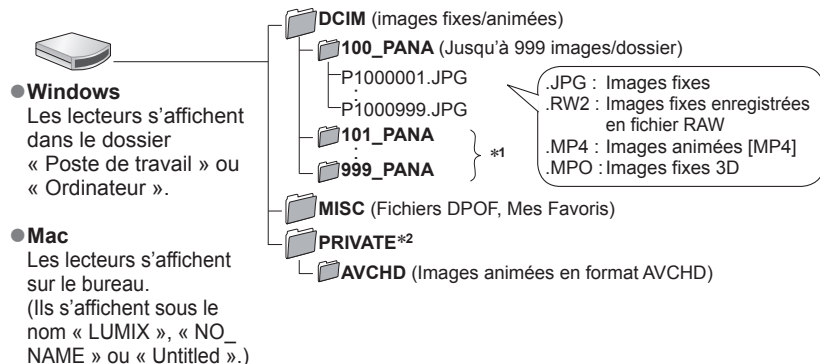 ●Windows
Les lecteurs s'affichent
dans le dossier
« Poste de travail » ou
« Ordinateur ».
●Mac
Les lecteurs s'affichent
sur le bureau.
(Ils s'affichent sous le
nom « LUMIX », « NO_
NAME » ou « Untitled ».)
DCIM (images fixes/animées)
100_PANA (Jusqu'à 999 images/dossier)
P1000001.JPG
:
P1000999.JPG
101_PANA
:
999_PANA
*1
.JPG : Images fixes
.RW2 : Images fixes enregistrées
en fichier RAW
.MP4 : Images animées [MP4]
.MPO : Images fixes 3D
MISC (Fichiers DPOF, Mes Favoris)
PRIVATE*2
AVCHD (Images animées en format AVCHD)